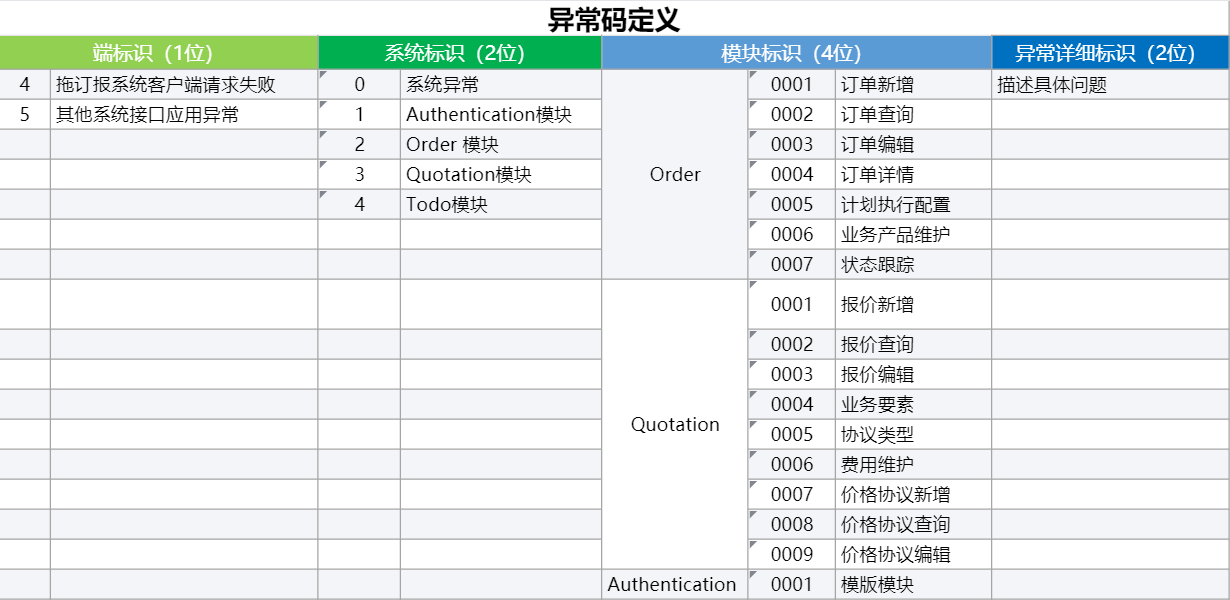 异常码定义
端标识（1位） 系统标识（2位） 模块标识（4位） 异常详细标识（2位）
4 拖订报系统客户端请求失败 0 系统异常 Order 0001 订单新增 描述具体问题
5 其他系统接口应用异常 1 Authentication模块 0002 订单查询
2 Order 模块 0003 订单编辑
3 Quotation模块 0004 订单详情
4 Todo模块 0005 计划执行配置
0006 业务产品维护
0007 状态跟踪
Quotation 0001 报价新增
0002 报价查询
0003 报价编辑
0004 业务要素
0005 协议类型
0006 费用维护
0007 价格协议新增
0008 价格协议查询
0009 价格协议编辑
Authentication 0001 模版模块